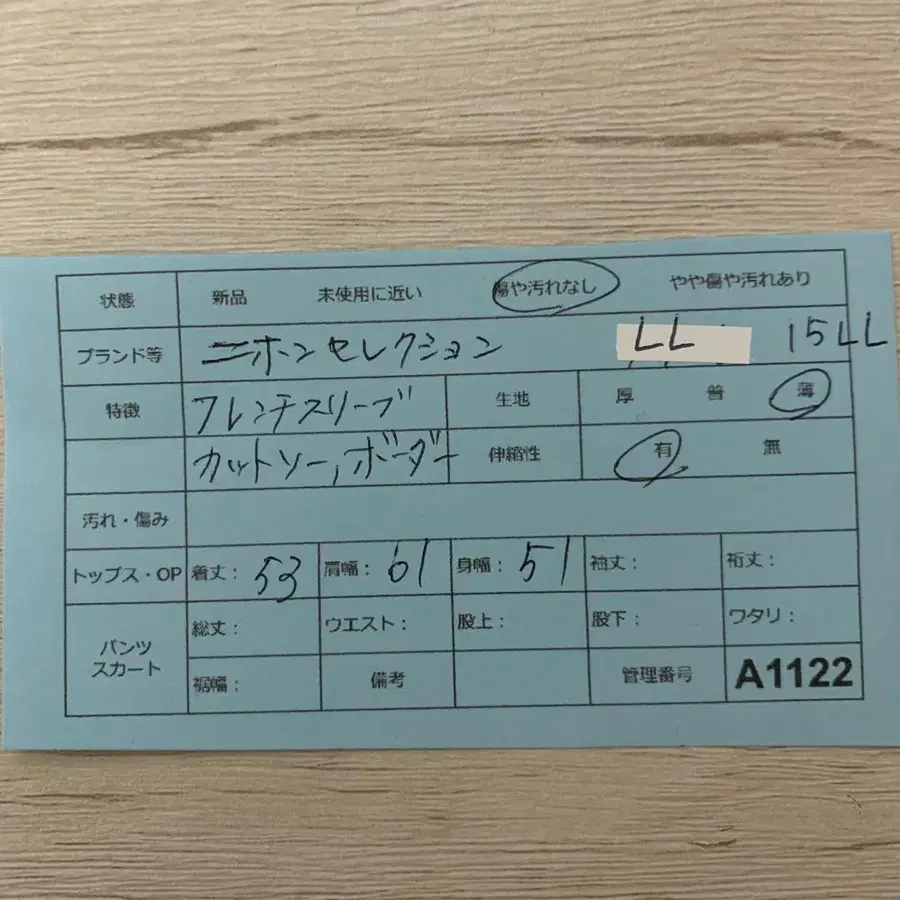 状態 新品 未使用に近い 傷や汚れなし やや傷や汚れあり
ブランド等 ニホンセレクション LL 15LL
特徴 フレンチスリーブ 生地 厚 普 薄
カットソー,ボーダー 伸縮性 有 無
汚れ・傷み
トップス・OP 着丈: 53 肩幅: 61 身幅: 51 袖丈: 裄丈:
パンツ スカート 総丈: ウエスト: 股上: 股下: ワタリ:
裾幅: 備考 管理番号 A1122